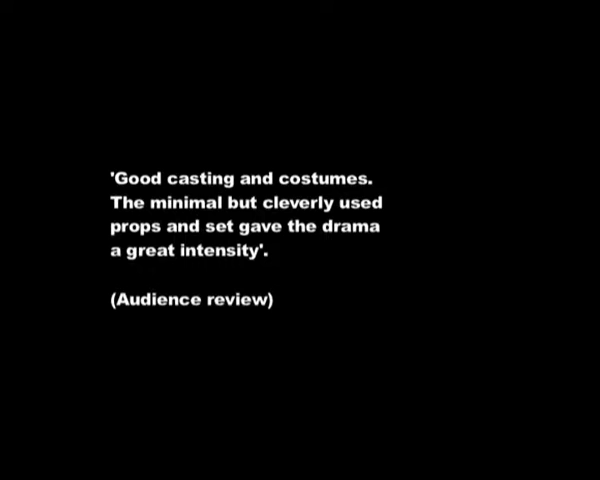 'Good casting and costumes.
The minimal but cleverly used
props and set gave the drama
a great intensity'.
(Audience review)